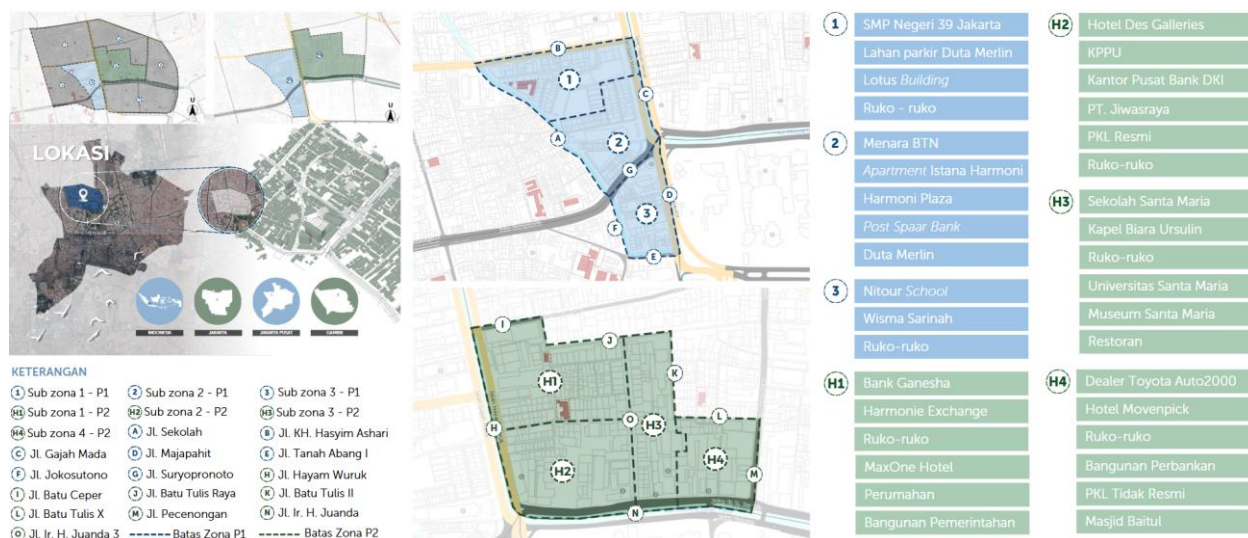 U
U
LOKASI
INDONESIA
JAKARTA
JAKARTA PUSAT
GAMBIR
KETERANGAN
1 Sub zona 1 - P1
2 Sub zona 2 - P1
3 Sub zona 3 - P1
H1 Sub zona 1 - P2
H2 Sub zona 2 - P2
H3 Sub zona 3 - P2
H4 Sub zona 4 - P2
A Jl. Sekolah
B Jl. KH. Hasyim Ashari
C Jl. Gajah Mada
D Jl. Majapahit
E Jl. Tanah Abang I
F Jl. Jokosutono
G Jl. Suryopronoto
H Jl. Hayam Wuruk
I Jl. Batu Ceper
J Jl. Batu Tulis Raya
K Jl. Batu Tulis II
L Jl. Batu Tulis X
M Jl. Pecenongan
N Jl. Ir. H. Juanda
O Jl. Ir. H. Juanda 3
Batas Zona P1
Batas Zona P2
B
1
C
A
2
G
D
3
F
E
I
J
K
H1
H
O
H3
L
H2
H4
M
N
1
SMP Negeri 39 Jakarta
Lahan parkir Duta Merlin
Lotus Building
Ruko - ruko
2
Menara BTN
Apartment Istana Harmoni
Harmoni Plaza
Post Spaar Bank
Duta Merlin
3
Nitour School
Wisma Sarinah
Ruko-ruko
H1
Bank Ganesha
Harmonie Exchange
Ruko-ruko
MaxOne Hotel
Perumahan
Bangunan Pemerintahan
H2
Hotel Des Galleries
KPPU
Kantor Pusat Bank DKI
PT. Jiwasraya
PKL Resmi
Ruko-ruko
H3
Sekolah Santa Maria
Kapel Biara Ursulin
Ruko-ruko
Universitas Santa Maria
Museum Santa Maria
Restoran
H4
Dealer Toyota Auto2000
Hotel Movenpick
Ruko-ruko
Bangunan Perbankan
PKL Tidak Resmi
Masjid Baitul